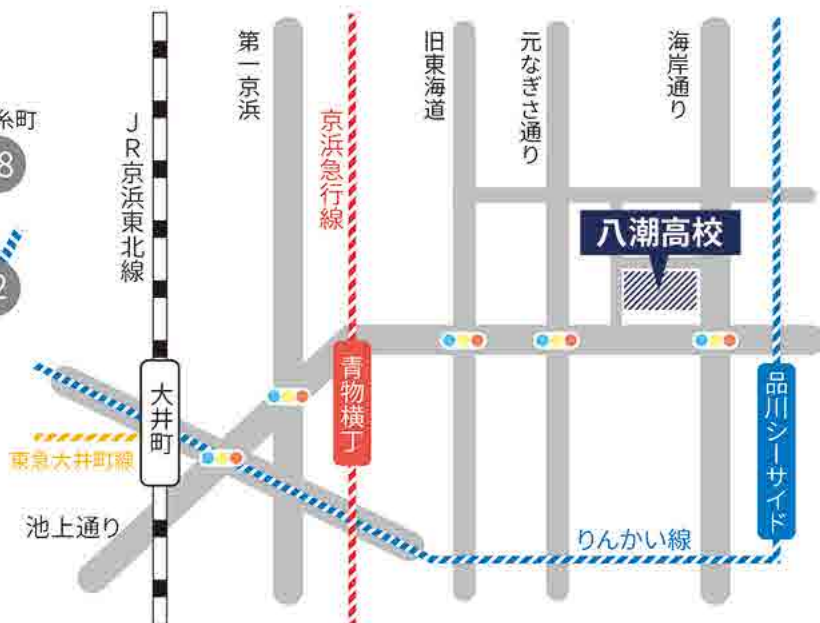 糸町
8
2
JR京浜東北線
第一京浜
京浜急行線
旧東海道
元なぎさ通り
海岸通り
八潮高校
大井町
青物横丁
品川シーサイド
東急大井町線
池上通り
りんかい線